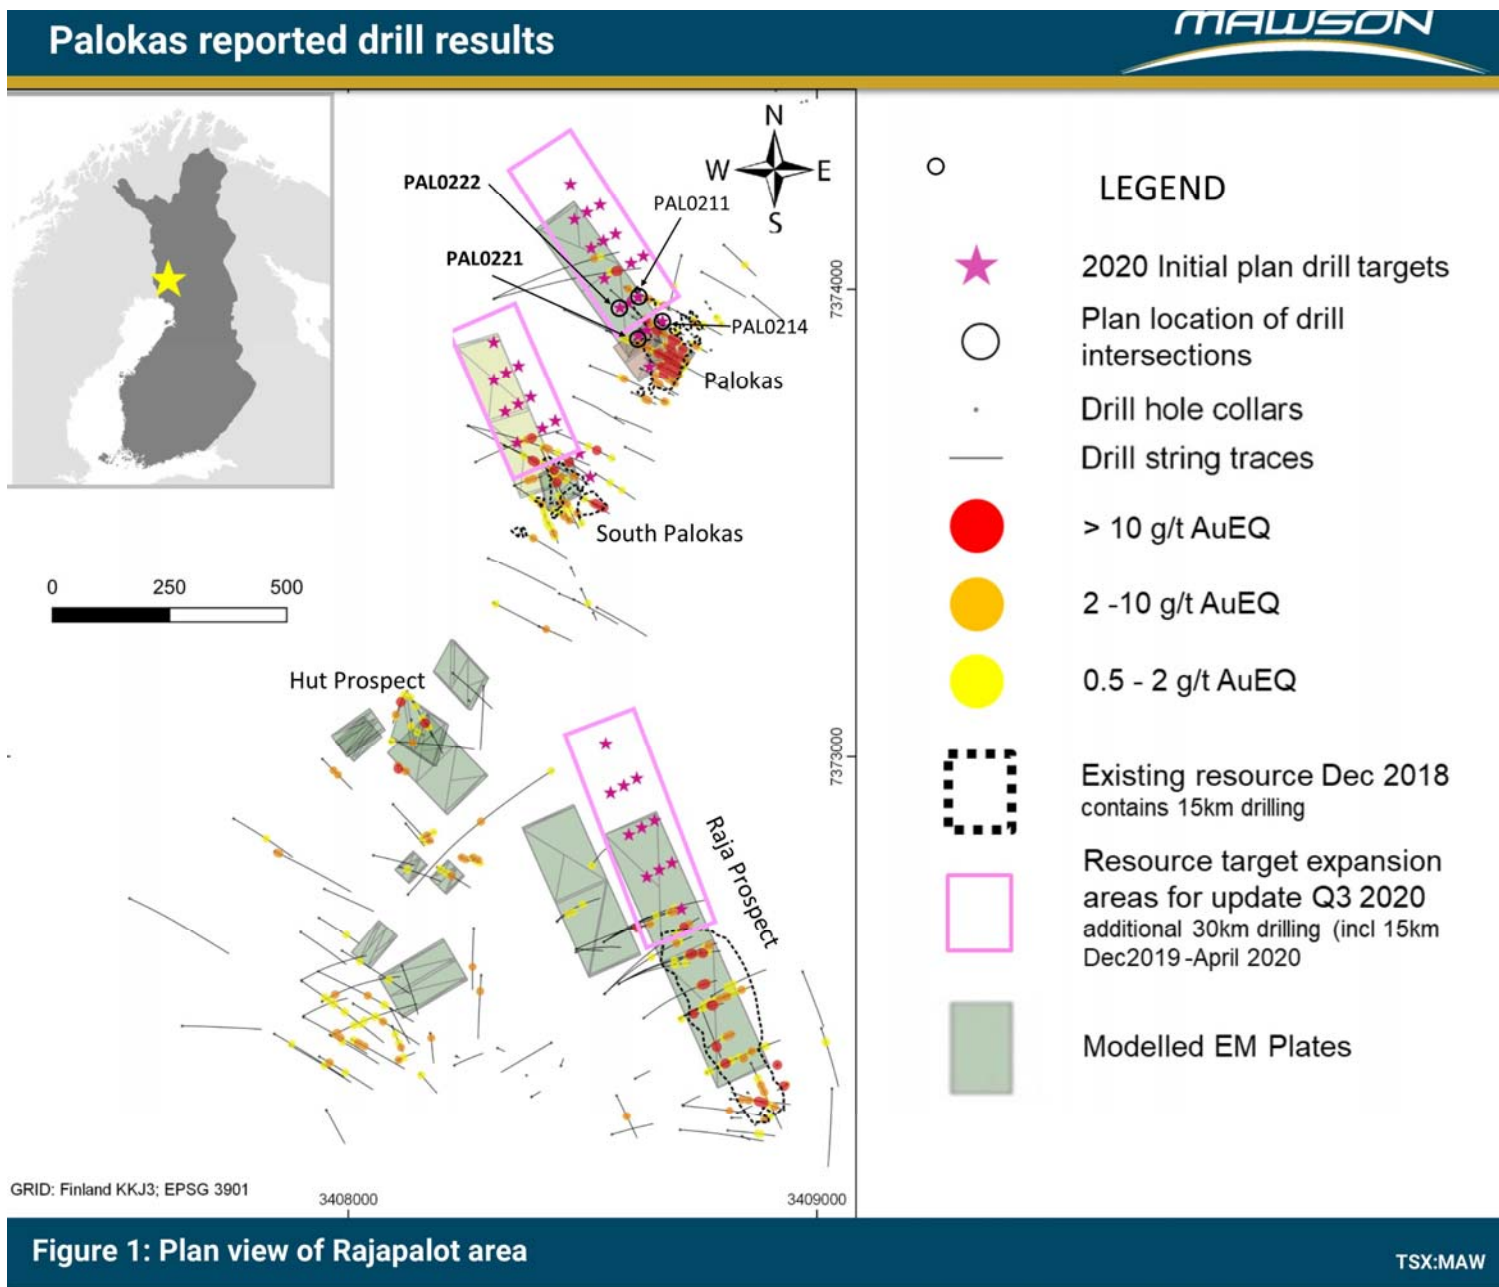 Palokas reported drill results
MAWSON
N
W
E
S
PAL0222
PAL0211
PAL0221
PAL0214
Palokas
South Palokas
7374000
0 250 500
Hut Prospect
Raja Prospect
7373000
GRID: Finland KKJ3; EPSG 3901
3408000
3409000
LEGEND
2020 Initial plan drill targets
Plan location of drill
intersections
Drill hole collars
Drill string traces
> 10 g/t AuEQ
2 -10 g/t AuEQ
0.5 - 2 g/t AuEQ
Existing resource Dec 2018
contains 15km drilling
Resource target expansion
areas for update Q3 2020
additional 30km drilling (incl 15km
Dec2019 -April 2020
Modelled EM Plates
Figure 1: Plan view of Rajapalot area
TSX:MAW